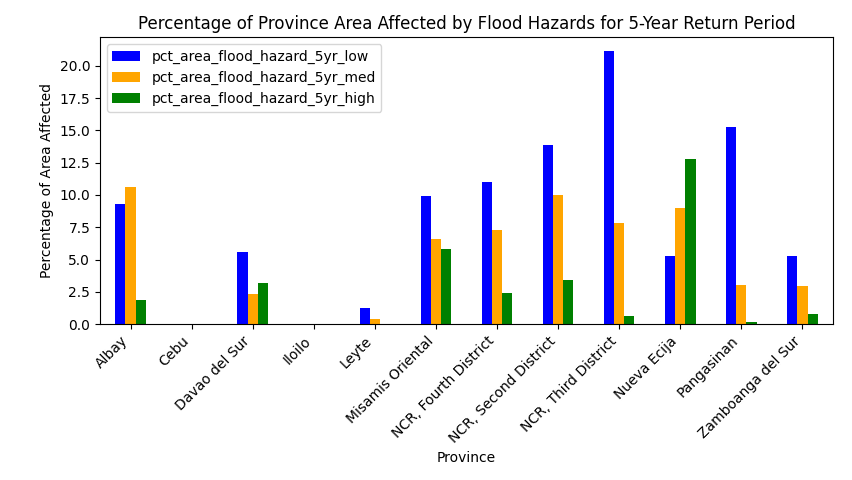 Percentage of Province Area Affected by Flood Hazards for 5-Year Return Period
pct_area_flood_hazard_5yr_low
pct_area_flood_hazard_5yr_med
pct_area_flood_hazard_5yr_high
Percentage of Area Affected
20.0
17.5
15.0
12.5
10.0
7.5
5.0
2.5
0.0
Albay
Cebu
Davao del Sur
Iloilo
Leyte
Misamis Oriental
NCR, Fourth District
NCR, Second District
NCR, Third District
Nueva Ecija
Pangasinan
Zamboanga del Sur
Province